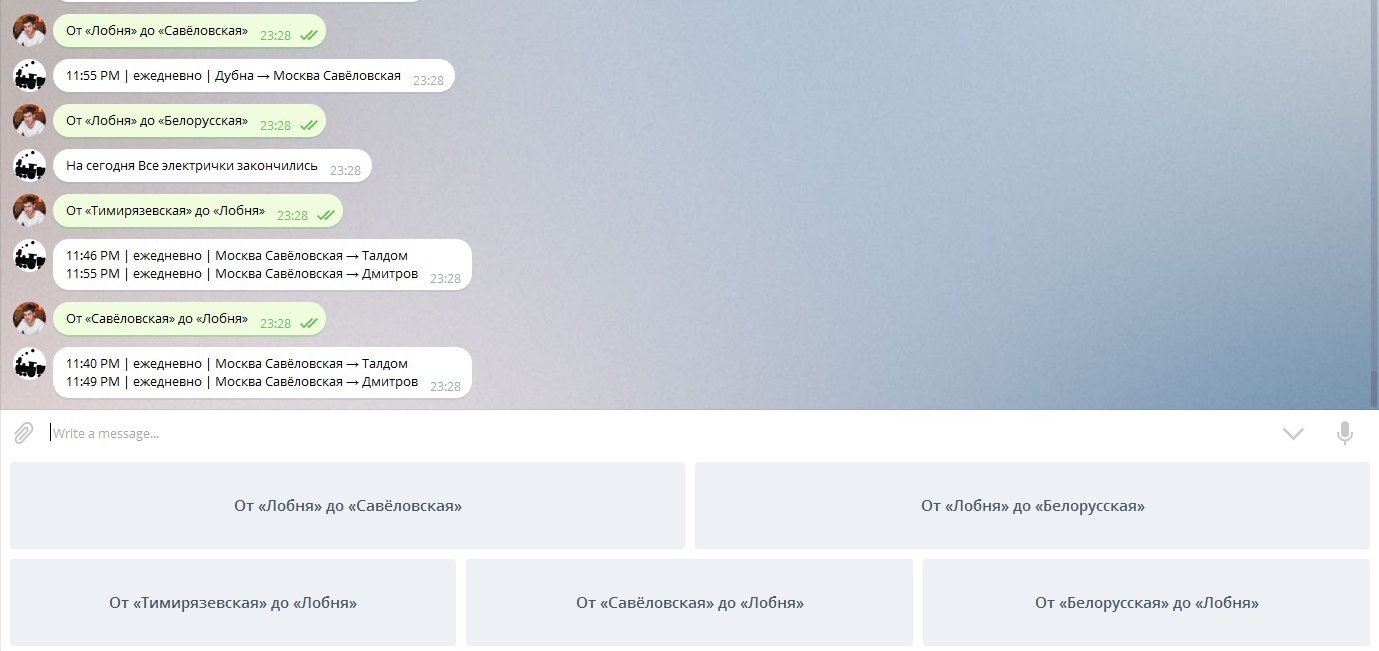 От «Лобня» до «Савёловская» 23:28
11:55 PM | ежедневно | Дубна → Москва Савёловская 23:28
От «Лобня» до «Белорусская» 23:28
На сегодня Все электрички закончились 23:28
От «Тимирязевская» до «Лобня» 23:28
11:46 PM | ежедневно | Москва Савёловская → Талдом
11:55 PM | ежедневно | Москва Савёловская → Дмитров 23:28
От «Савёловская» до «Лобня» 23:28
11:40 PM | ежедневно | Москва Савёловская → Талдом
11:49 PM | ежедневно | Москва Савёловская → Дмитров 23:28
Write a message...
От «Лобня» до «Савёловская»
От «Лобня» до «Белорусская»
От «Тимирязевская» до «Лобня»
От «Савёловская» до «Лобня»
От «Белорусская» до «Лобня»